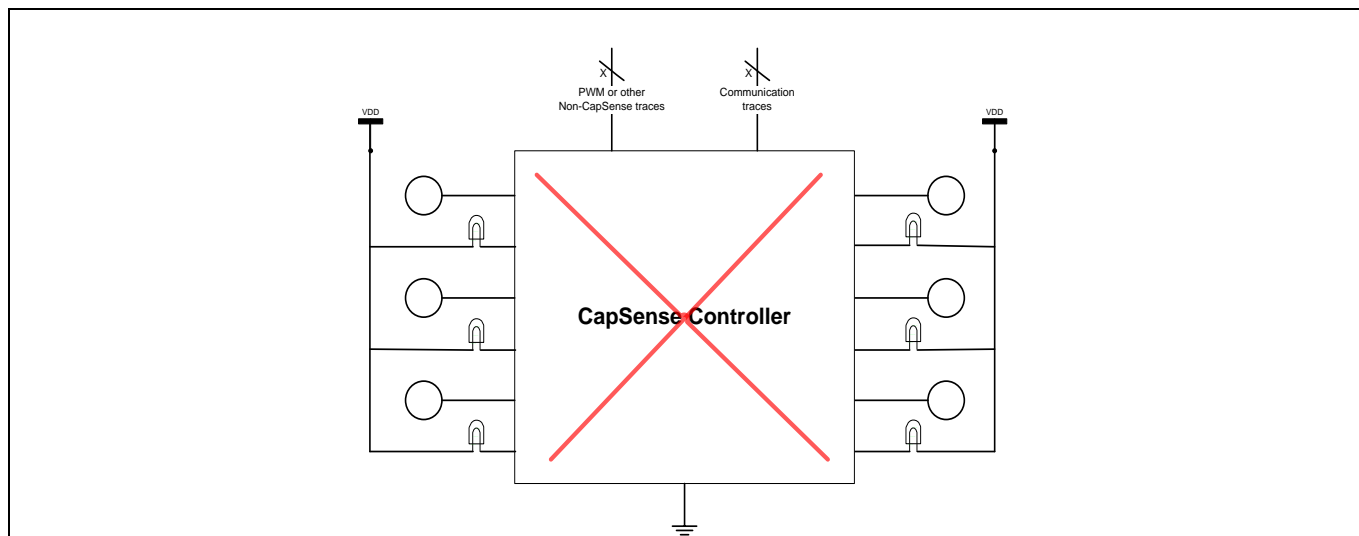 X
X
PWM or other
Non-CapSense traces
Communication
traces
VDD
VDD
CapSense Controller